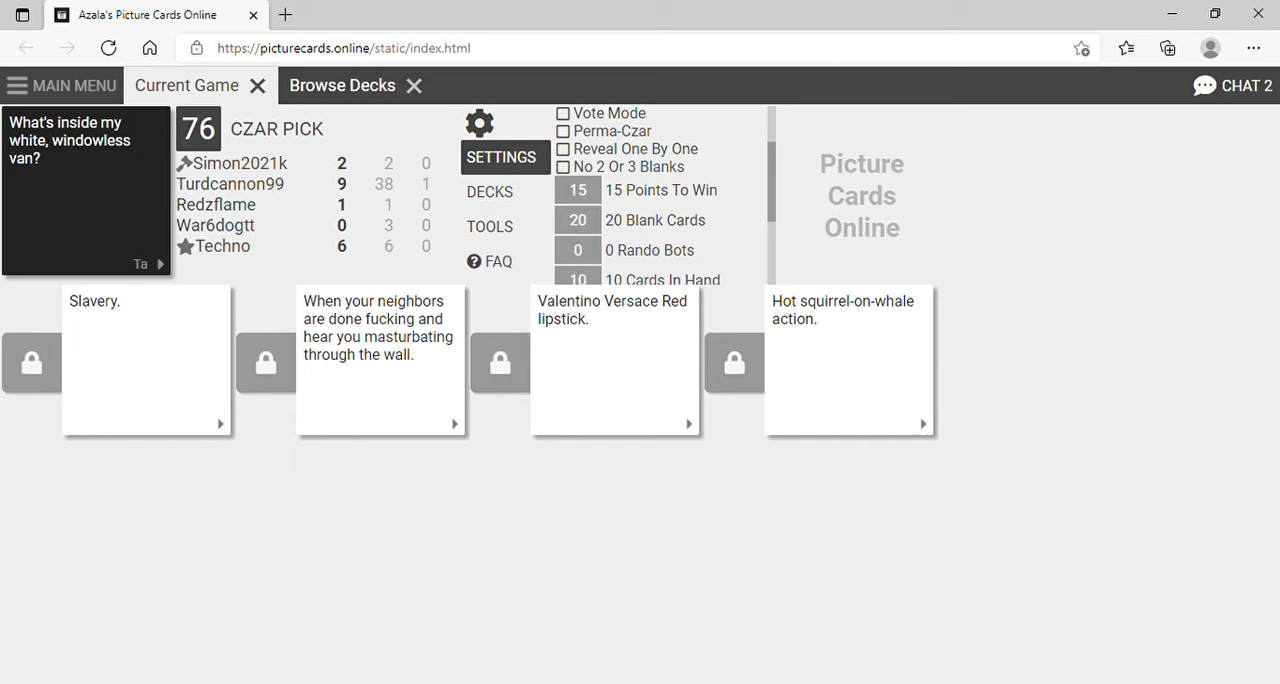 Azala's Picture Cards Online
https://picturecards.online/static/index.html
MAIN MENU
Current Game
Browse Decks
CHAT 2
What's inside my
white, windowless
van?
Ta
76 CZAR PICK
Simon2021k 2 2 0
Turdcannon99 9 38 1
Redzflame 1 1 0
War6dogtt 0 3 0
Techno 6 6 0
SETTINGS
DECKS
TOOLS
FAQ
Vote Mode
Perma-Czar
Reveal One By One
No 2 Or 3 Blanks
15 15 Points To Win
20 20 Blank Cards
0 0 Rando Bots
10 10 Cards In Hand
Picture
Cards
Online
Slavery.
When your neighbors
are done fucking and
hear you masturbating
through the wall.
Valentino Versace Red
lipstick.
Hot squirrel-on-whale
action.